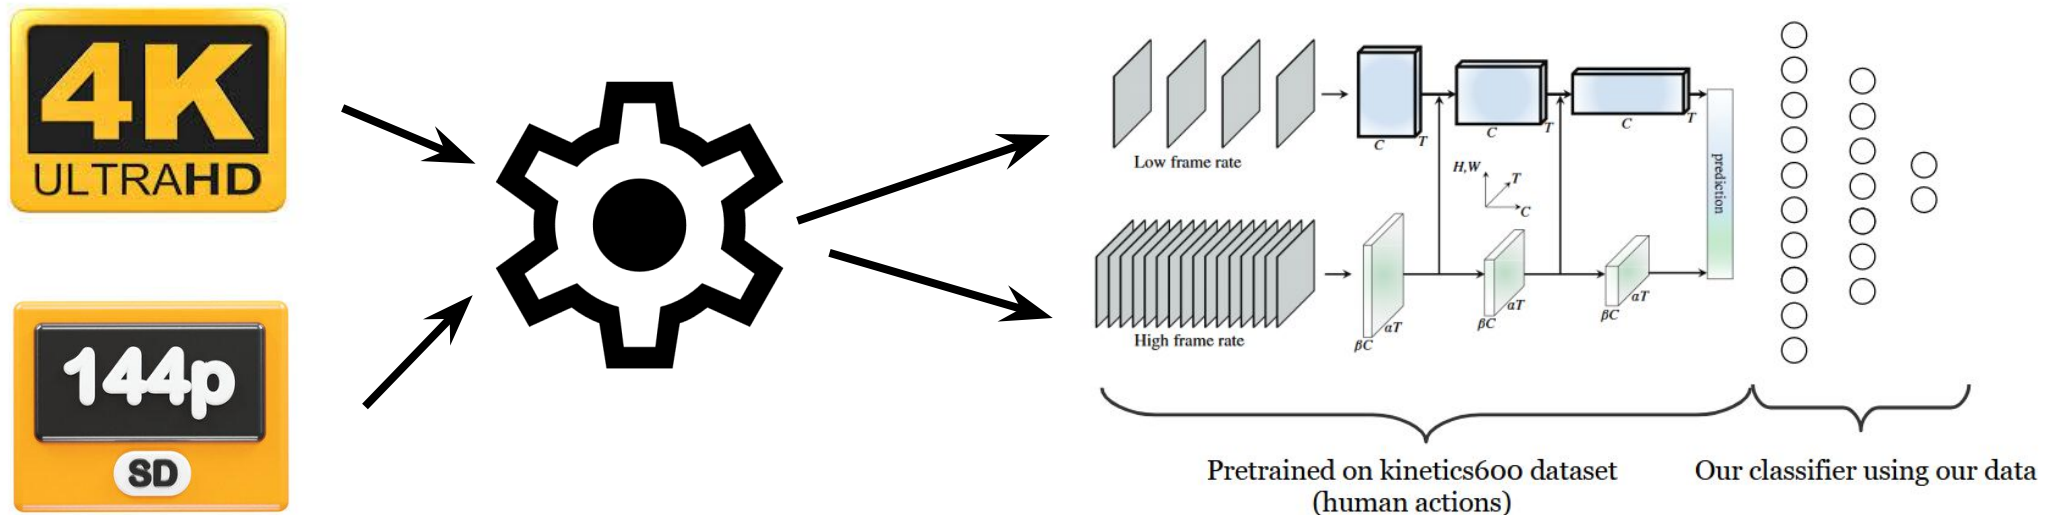 4K
ULTRAHD
144p
SD
Low frame rate
C
T
C
T
C
T
H,W
T
C
prediction
High frame rate
βC
αT
βC
αT
βC
αT
Pretrained on kinetics600 dataset
(human actions)
Our classifier using our data